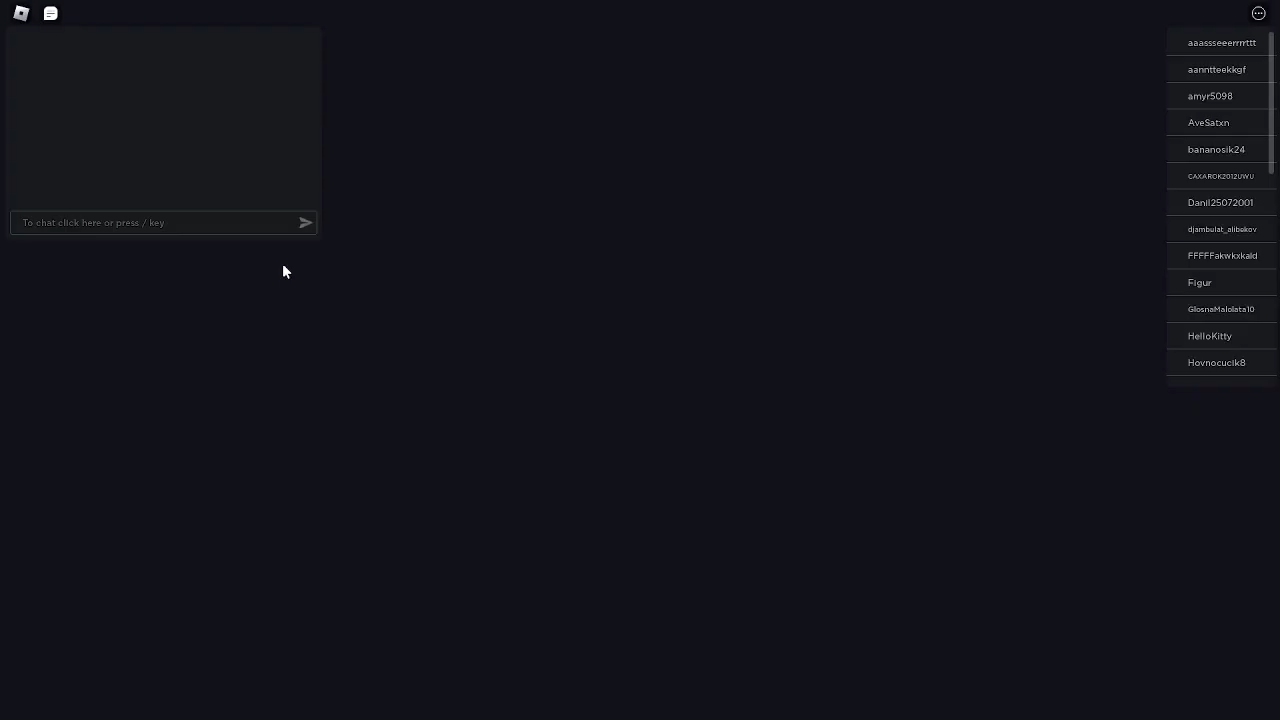 To chat click here or press / key
aaassseeerrrrttt
aanntteekkgf
amyr5098
AveSatxn
bananosik24
CAXAROK2012UWU
Danil25072001
djambulat_alibekov
FFFFFakwkxkald
Figur
GlosnaMalolata10
HelloKitty
Hovnocucik8